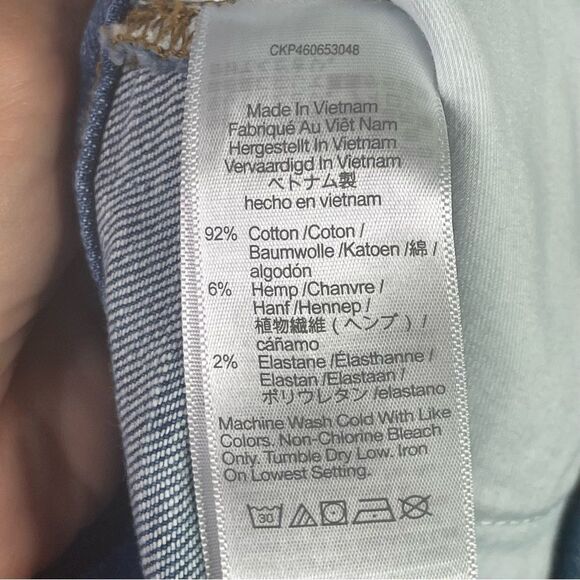 CKP460653048
Made In Vietnam
Fabriqué Au Viêt Nam
Hergestellt In Vietnam
Vervaardigd In Vietnam
ベトナム製
hecho en vietnam
92% Cotton /Coton/
Baumwolle /Katoen /綿 /
algodón
6% Hemp /Chanvre /
Hanf /Hennep /
植物繊維 ( ヘンプ ) /
cáñamo
2% Elastane /Élasthanne /
Elastan /Elastaan /
ポリウレタン /elastano
Machine Wash Cold With Like
Colors. Non-Chlorine Bleach
Only. Tumble Dry Low. Iron
On Lowest Setting.
30